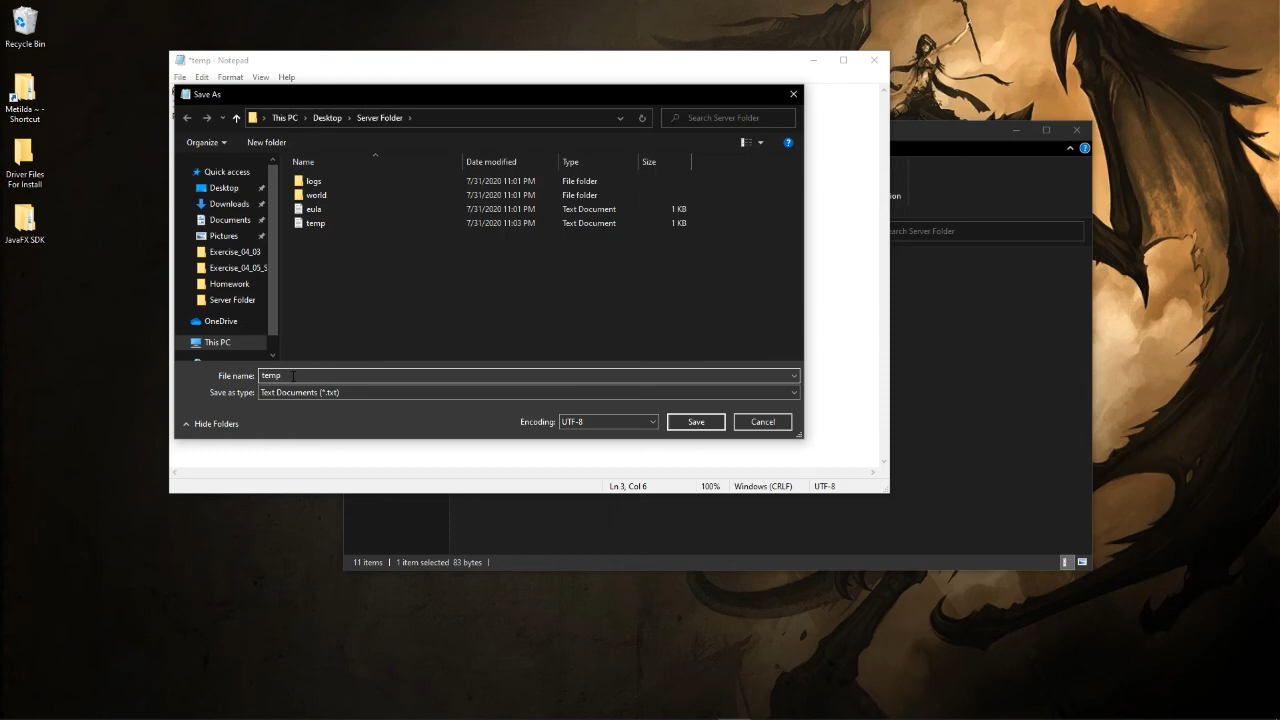 Recycle Bin
Metilda ~ -
Shortcut
Driver Files
For Install
JavaFX SDK
*temp - Notepad
File Edit Format View Help
Save As
This PC > Desktop > Server Folder >
Search Server Folder
Organize
New folder
Name Date modified Type Size
logs 7/31/2020 11:01 PM File folder
world 7/31/2020 11:01 PM File folder
eula 7/31/2020 11:01 PM Text Document 1 KB
temp 7/31/2020 11:03 PM Text Document 1 KB
Quick access
Desktop
Downloads
Documents
Pictures
Exercise_04_03
Exercise_04_05_S
Homework
Server Folder
OneDrive
This PC
File name: temp
Save as type: Text Documents (*.txt)
Hide Folders
Encoding: UTF-8
Save
Cancel
Ln 3, Col 6
100%
Windows (CRLF)
UTF-8
earch Server Folder
11 items
1 item selected 83 bytes